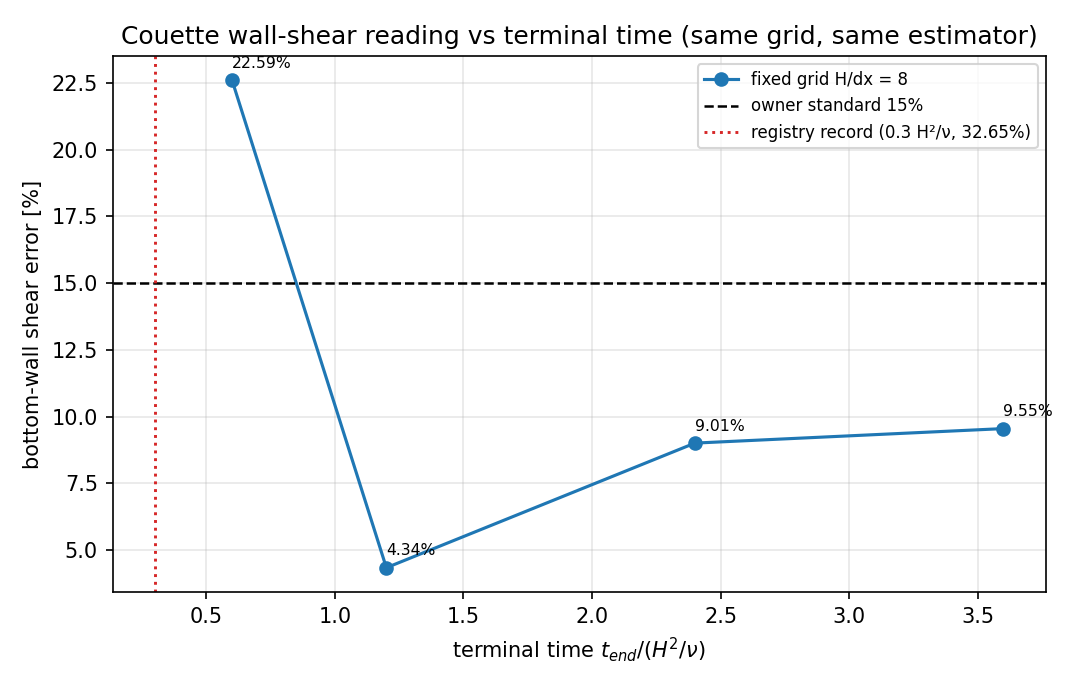 Couette wall-shear reading vs terminal time (same grid, same estimator)
fixed grid H/dx = 8
owner standard 15%
registry record (0.3 H²/ν, 32.65%)
22.59%
4.34%
9.01%
9.55%
bottom-wall shear error [%]
22.5
20.0
17.5
15.0
12.5
10.0
7.5
5.0
0.5 1.0 1.5 2.0 2.5 3.0 3.5
terminal time t_end/(H²/ν)